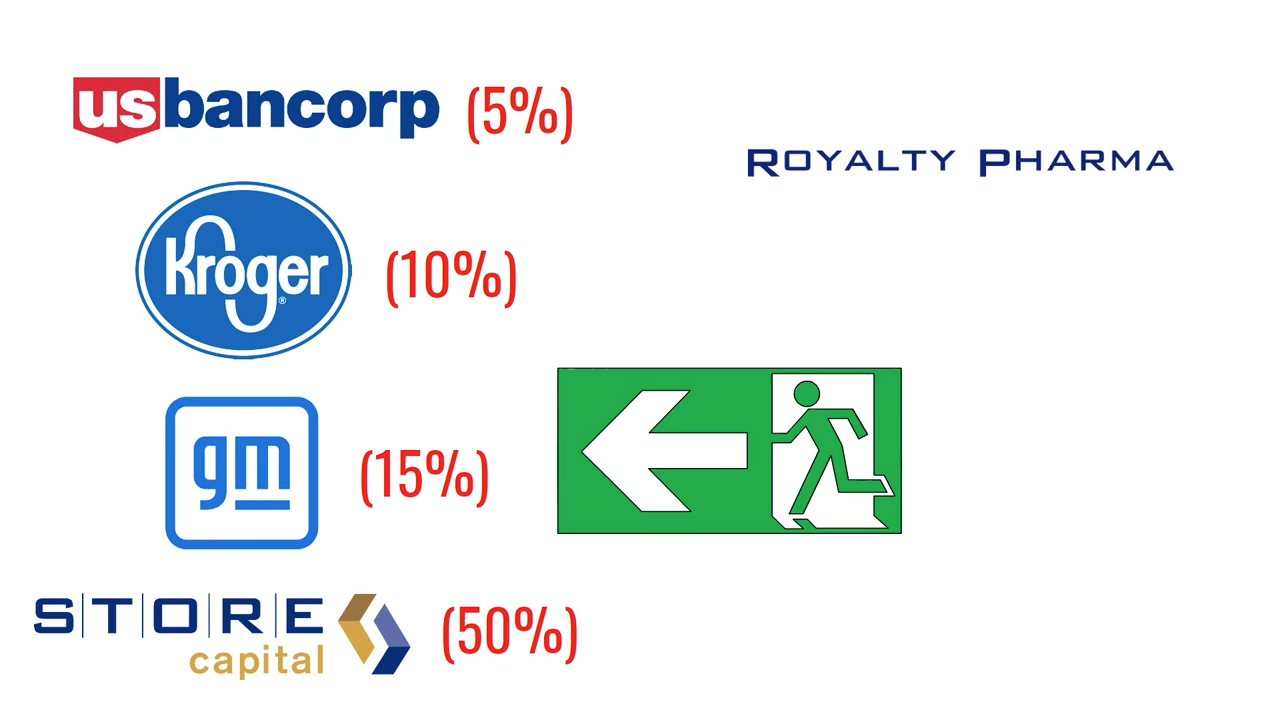 usbancorp (5%)
ROYALTY PHARMA
Kroger® (10%)
gm (15%)
STORE
capital (50%)